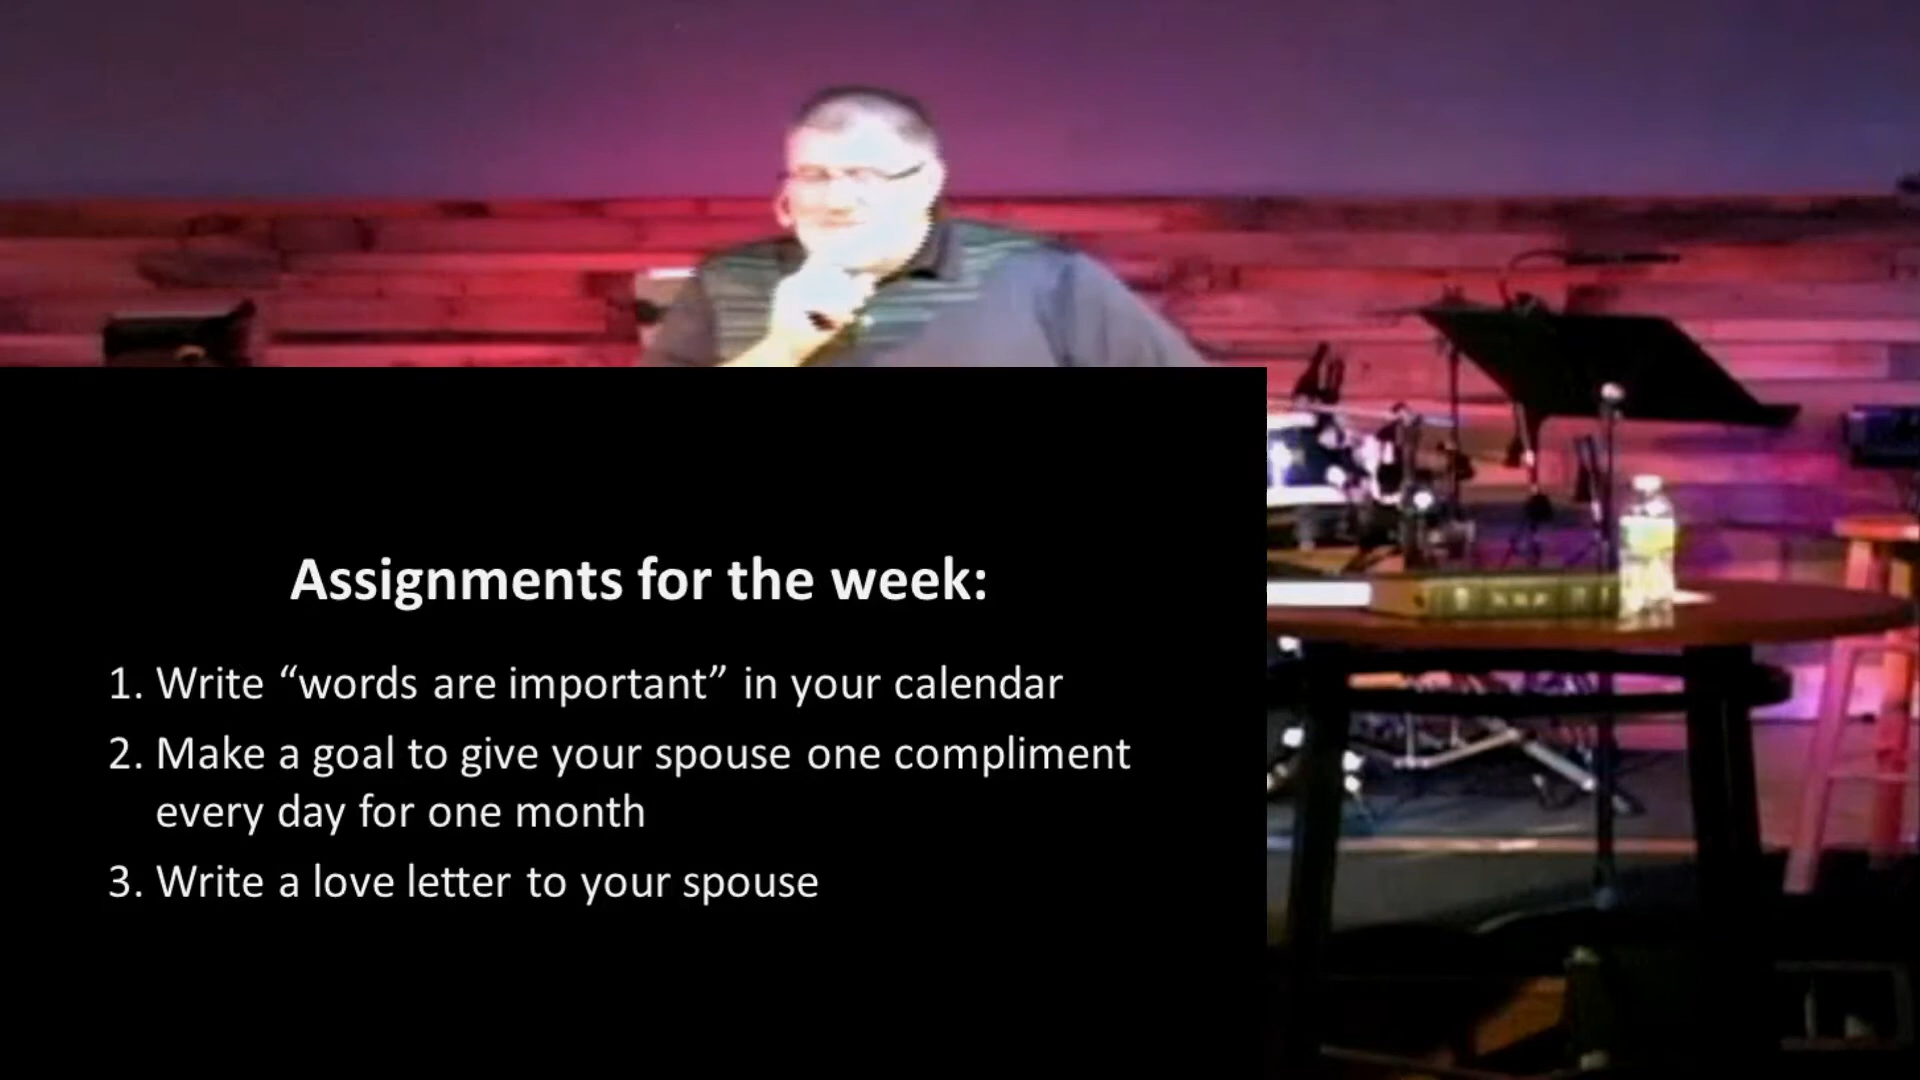 Assignments for the week:
1. Write “words are important” in your calendar
2. Make a goal to give your spouse one compliment
every day for one month
3. Write a love letter to your spouse